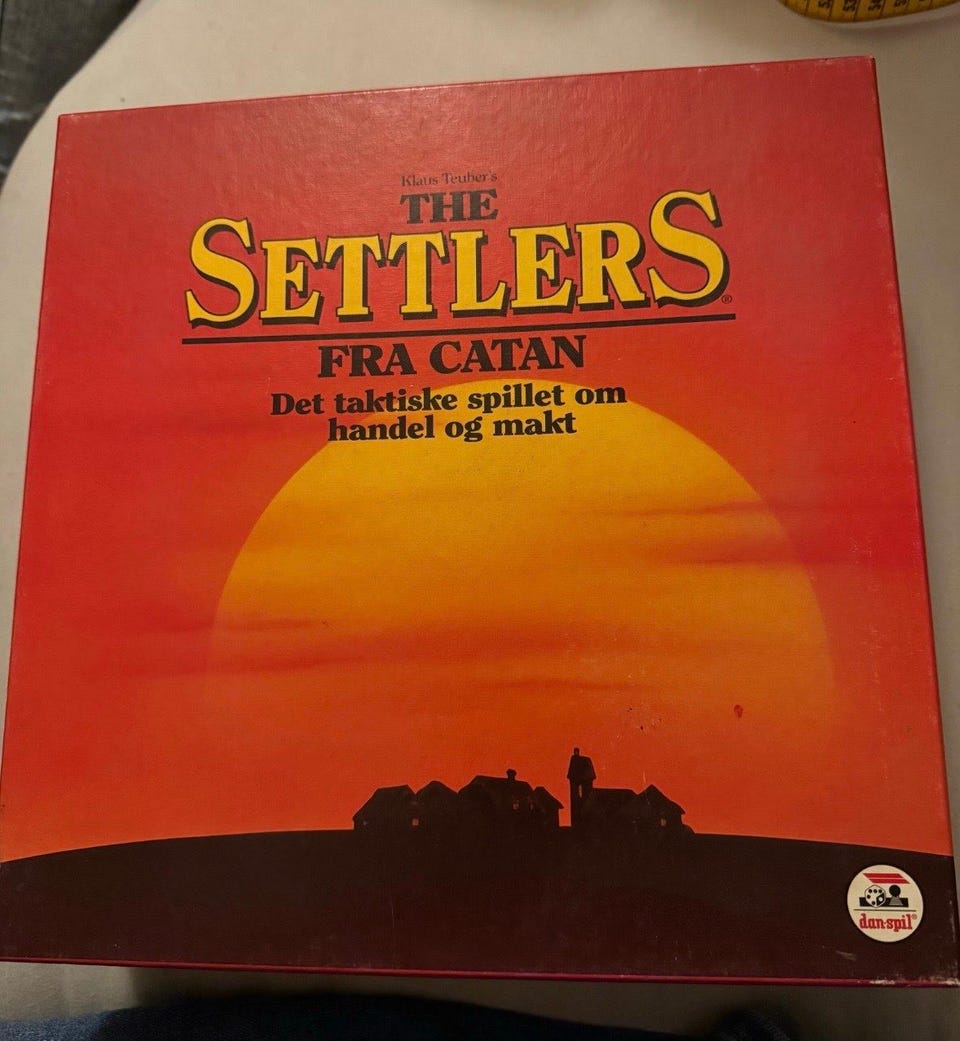 Klaus Teuber's
THE
SETTLERS®
FRA CATAN
Det taktiske spillet om
handel og makt
dan-spil®